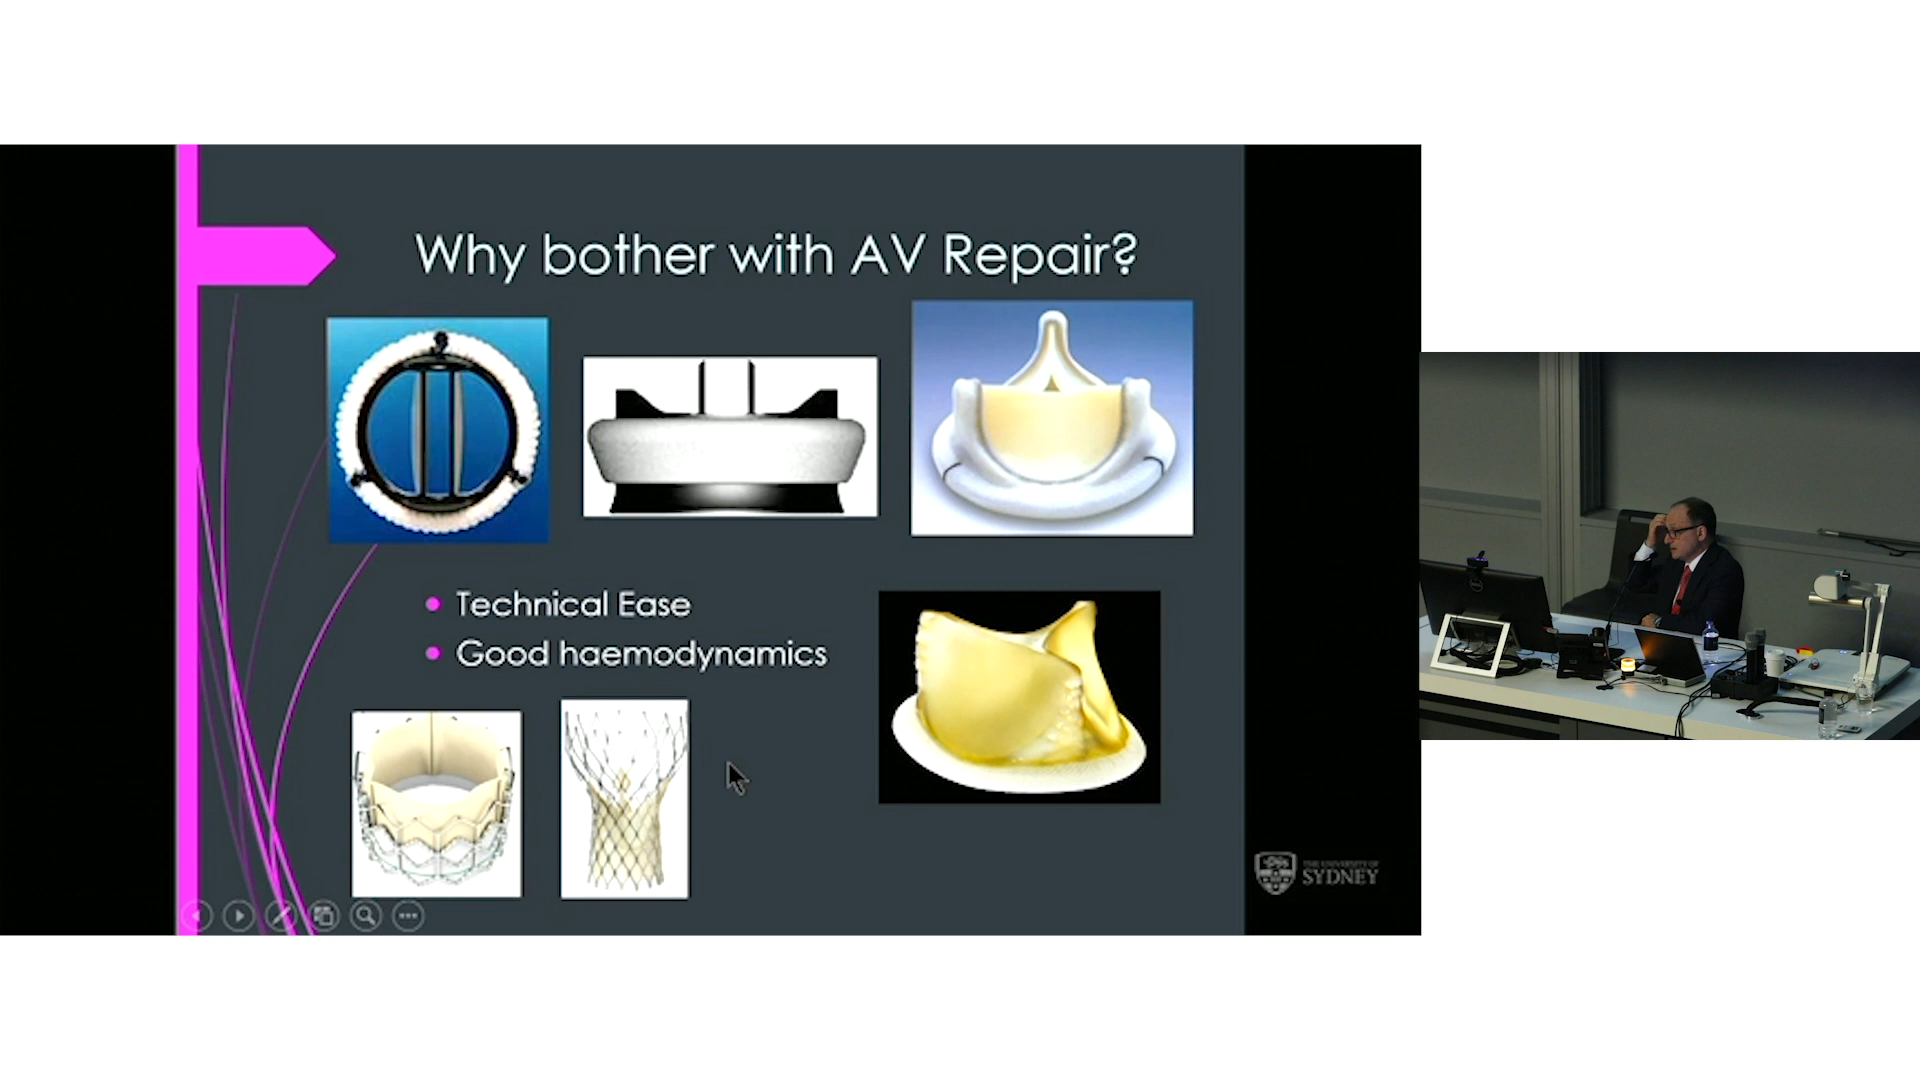 Why bother with AV Repair?
Technical Ease
Good haemodynamics
THE UNIVERSITY OF
SYDNEY